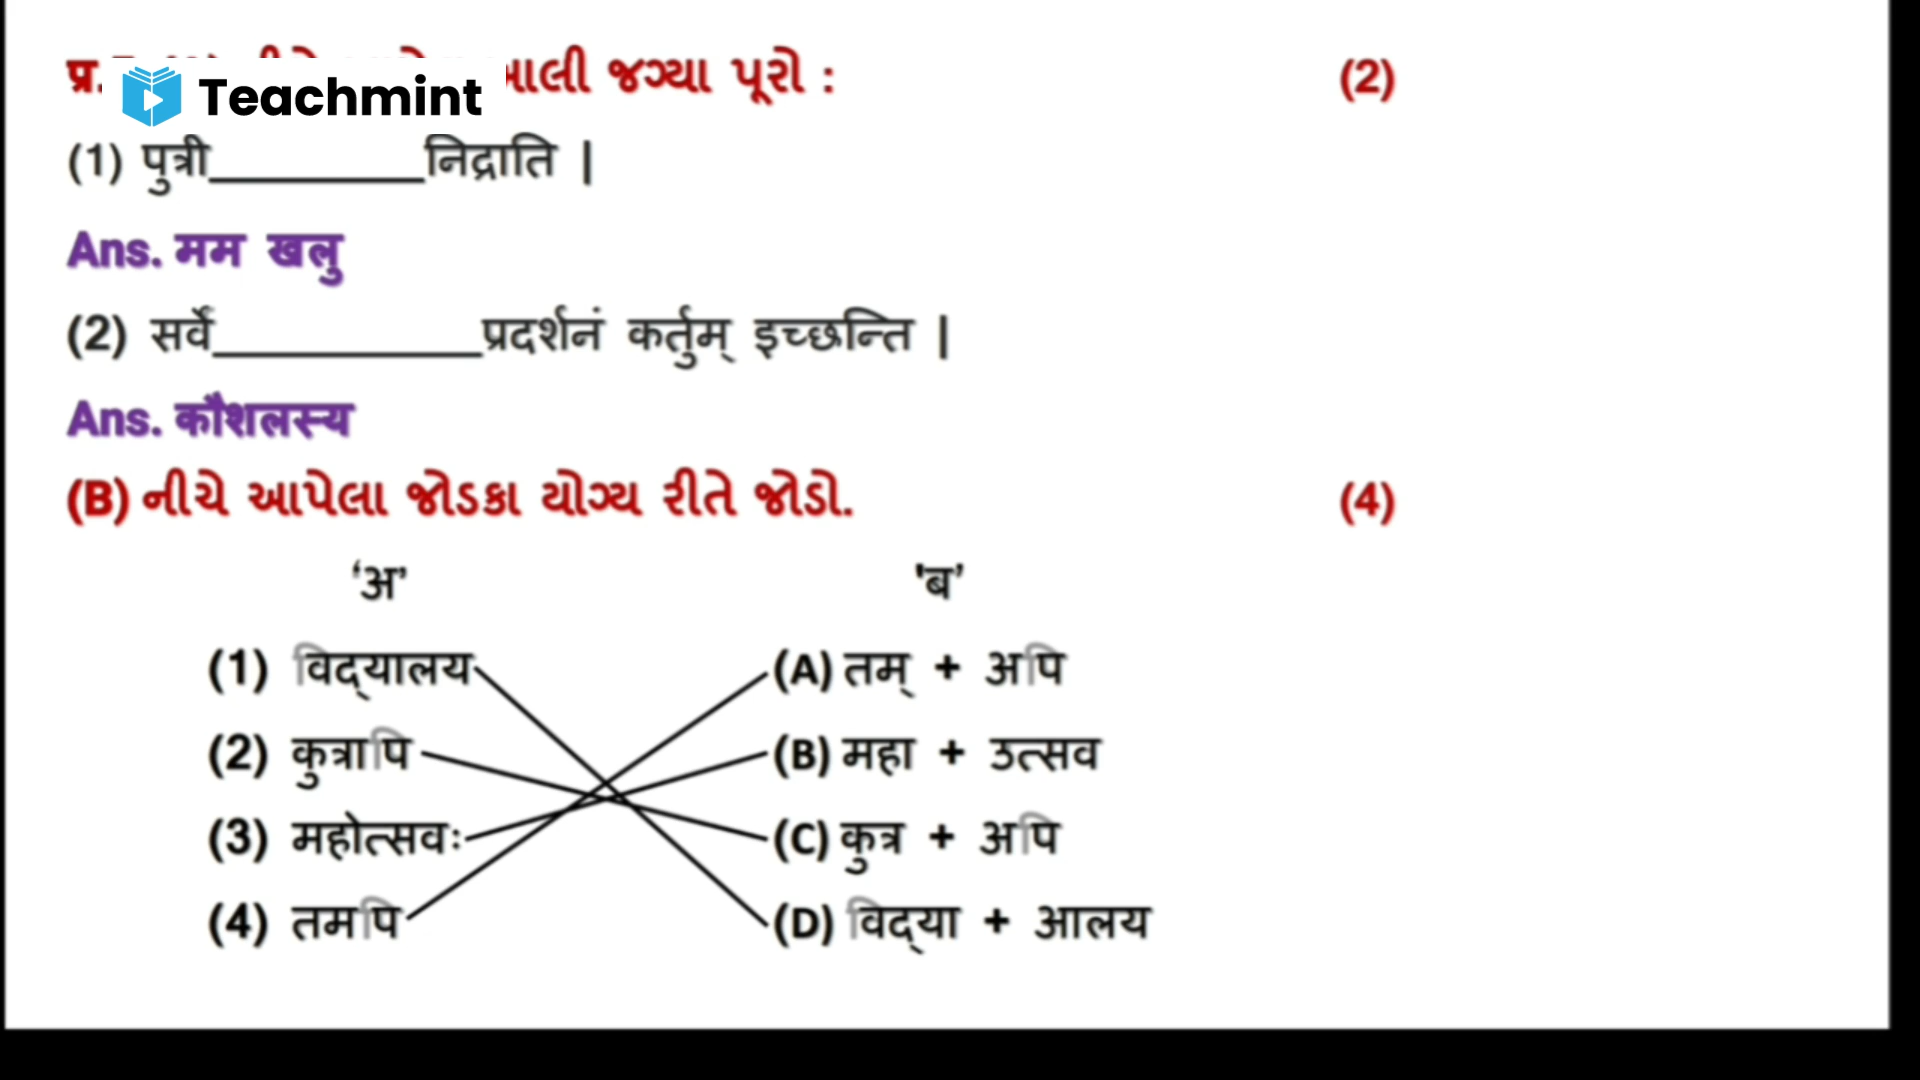 प्र. ખાલી જગ્યા પૂરો : (2)
Teachmint
(1) पुत्री__________निद्राति |
Ans. मम खलु
(2) सर्वे____________प्रदर्शनं कर्तुम् इच्छन्ति |
Ans. कौशलस्य
(B) નીચે આપેલા જોડકા યોગ્ય રીતે જોડો. (4)
‘अ’ 'ब’
(1) विद्यालय (A) तम् + अपि
(2) कुत्रापि (B) महा + उत्सव
(3) महोत्सवः (C) कुत्र + अपि
(4) तमपि (D) विद्या + आलय